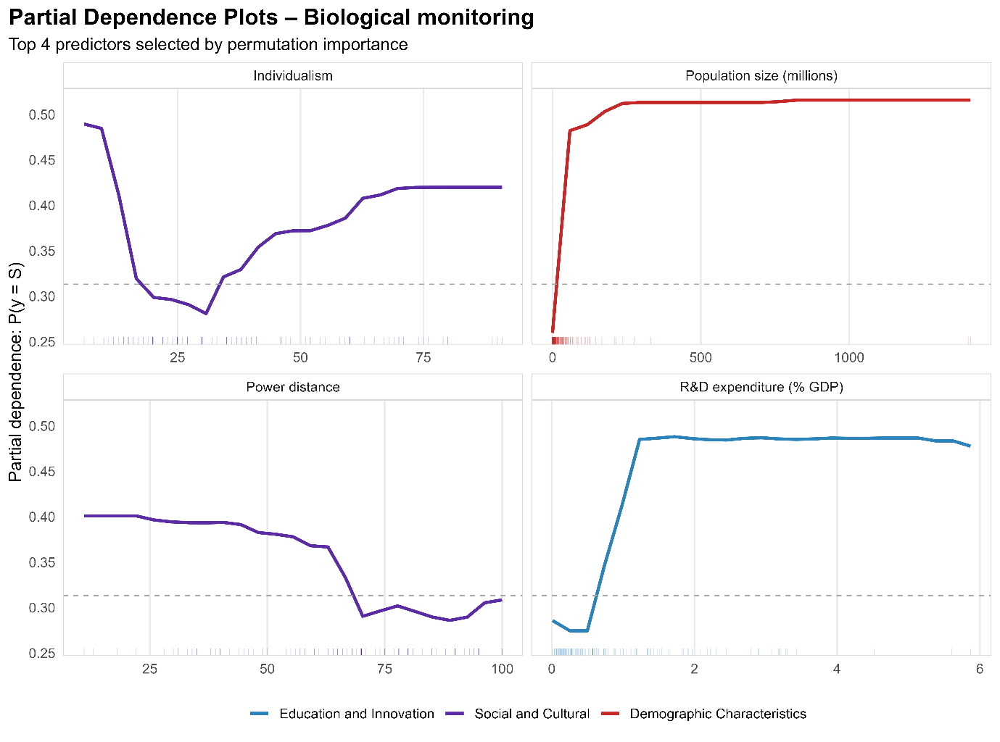 Partial Dependence Plots – Biological monitoring
Top 4 predictors selected by permutation importance
Partial dependence: P(y = S)
Individualism
0.50
0.45
0.40
0.35
0.30
0.25
25
50
75
Population size (millions)
0
500
1000
Power distance
0.50
0.45
0.40
0.35
0.30
0.25
25
50
75
100
R&D expenditure (% GDP)
0
2
4
6
Education and Innovation
Social and Cultural
Demographic Characteristics